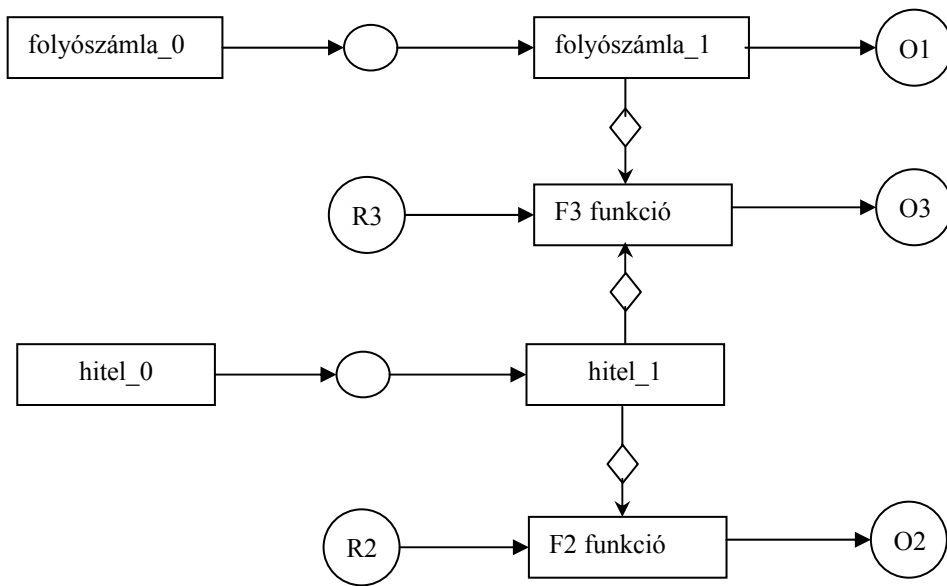 folyószámla_0
folyószámla_1
O1
R3
F3 funkció
O3
hitel_0
hitel_1
R2
F2 funkció
O2